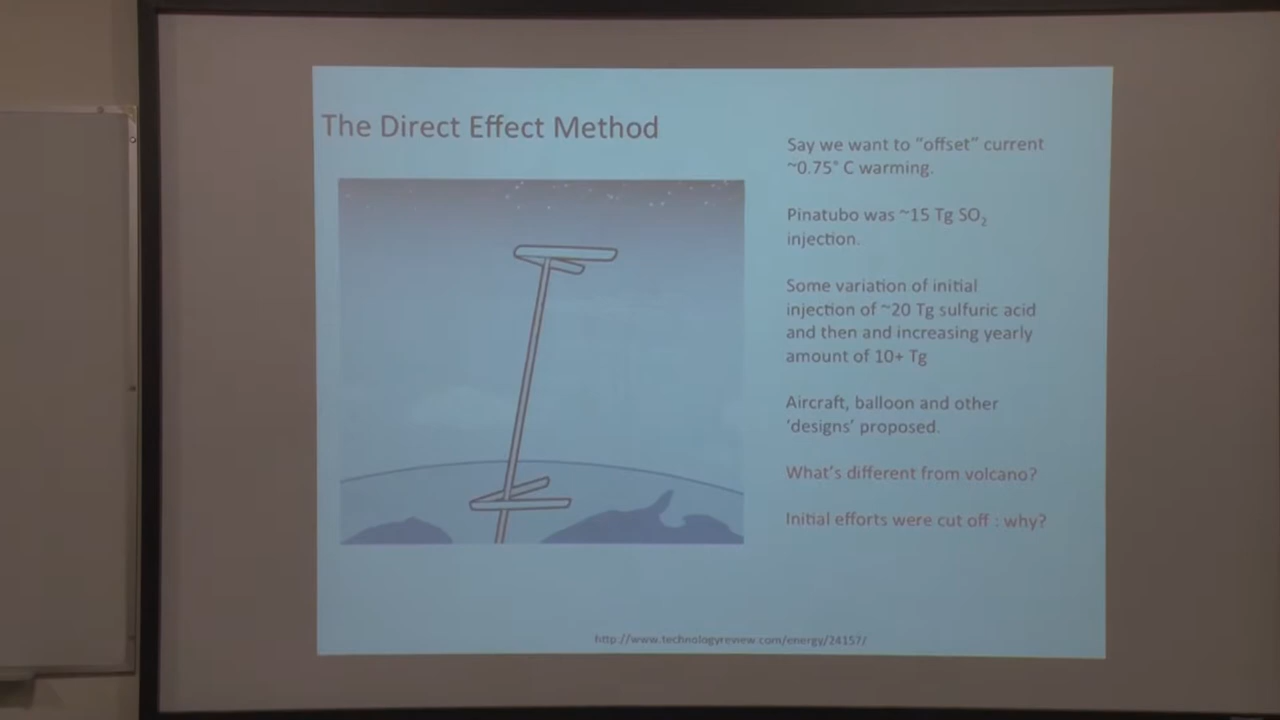 The Direct Effect Method
Say we want to “offset” current
~0.75° C warming.
Pinatubo was ~15 Tg SO₂
injection.
Some variation of initial
injection of ~20 Tg sulfuric acid
and then and increasing yearly
amount of 10+ Tg
Aircraft, balloon and other
‘designs’ proposed.
What’s different from volcano?
Initial efforts were cut off : why?
http://www.technologyreview.com/energy/24157/